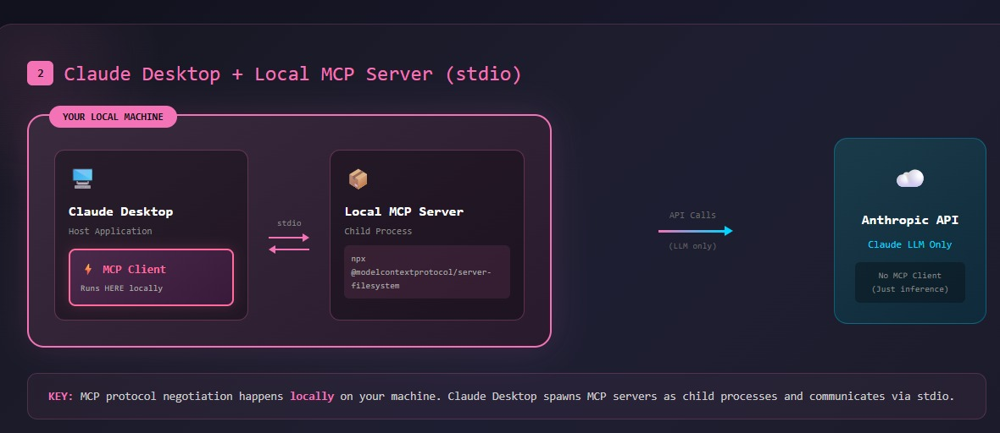 2 Claude Desktop + Local MCP Server (stdio)
YOUR LOCAL MACHINE
Claude Desktop
Host Application
MCP Client
Runs HERE locally
stdio
Local MCP Server
Child Process
npx
@modelcontextprotocol/server-
filesystem
API Calls
(LLM only)
Anthropic API
Claude LLM Only
No MCP Client
(Just inference)
KEY: MCP protocol negotiation happens locally on your machine. Claude Desktop spawns MCP servers as child processes and communicates via stdio.